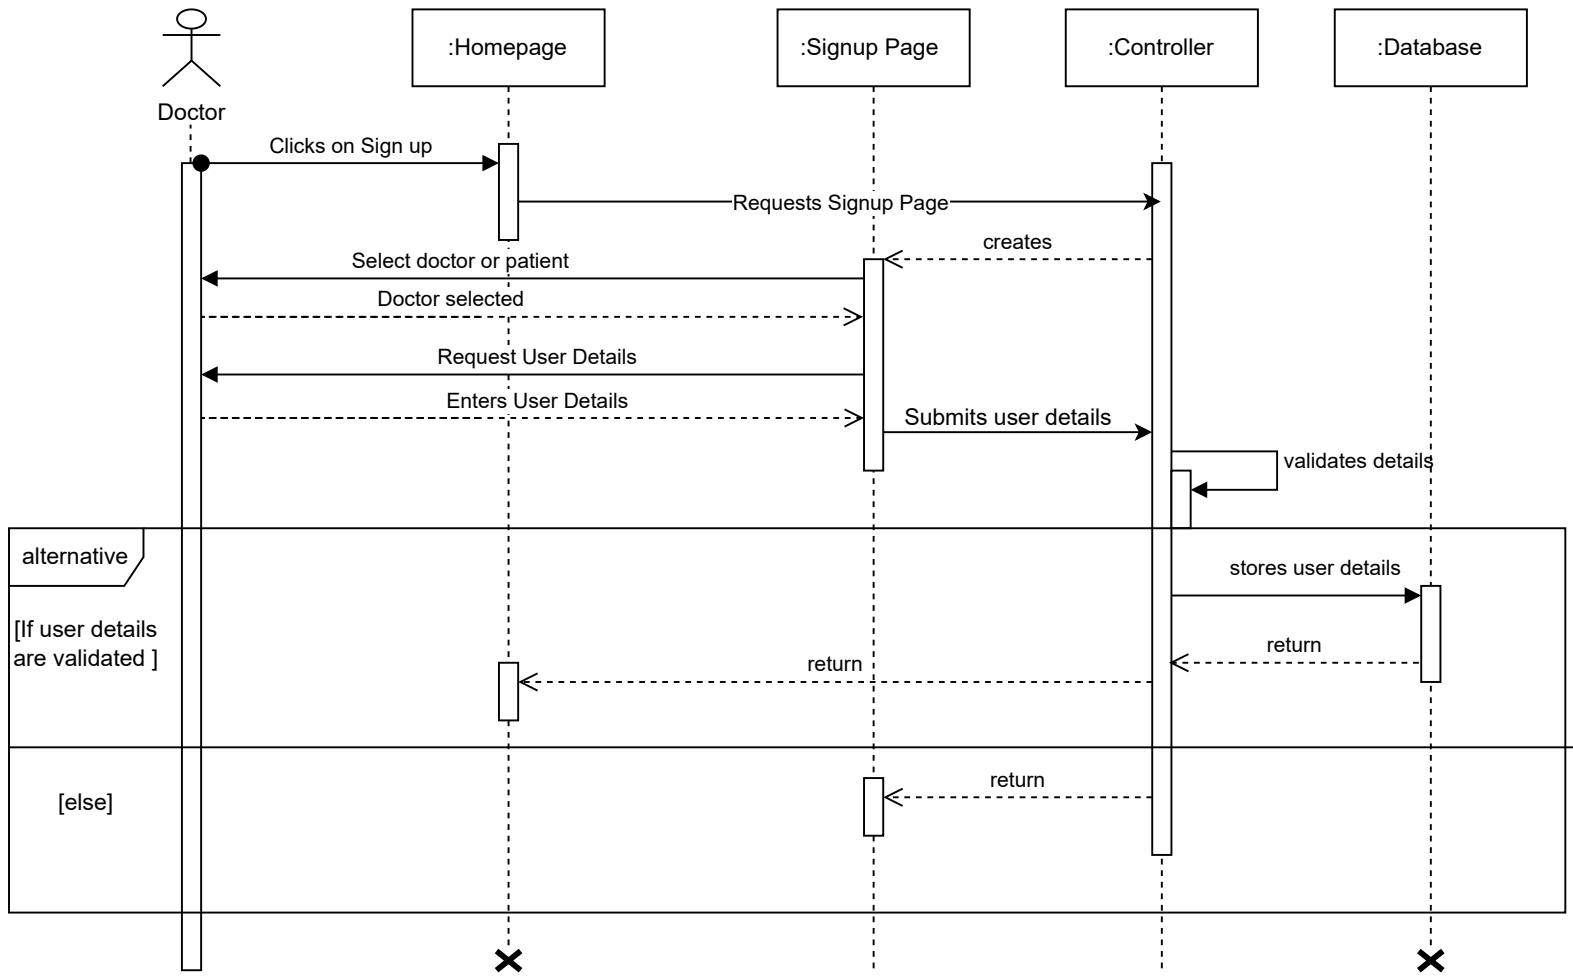 :Homepage
:Signup Page
:Controller
:Database
Doctor
Clicks on Sign up
Requests Signup Page
creates
Select doctor or patient
Doctor selected
Request User Details
Enters User Details
Submits user details
validates details
alternative
stores user details
[If user details
are validated ]
return
return
return
[else]